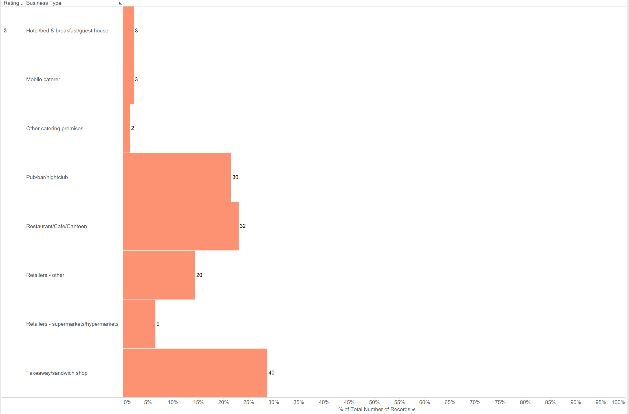 Rating... Business Type
3 Hotel/bed & breakfast/guest house 3
Mobile caterer 3
Other catering premises 2
Pub/bar/nightclub 30
Restaurant/Cafe/Canteen 32
Retailers - other 20
Retailers - supermarkets/hypermarkets
Takeaway/sandwich shop 40
0% 5% 10% 15% 20% 25% 30% 35% 40% 45% 50% 55% 60% 65% 70% 75% 80% 85% 90% 95% 100%
% of Total Number of Records